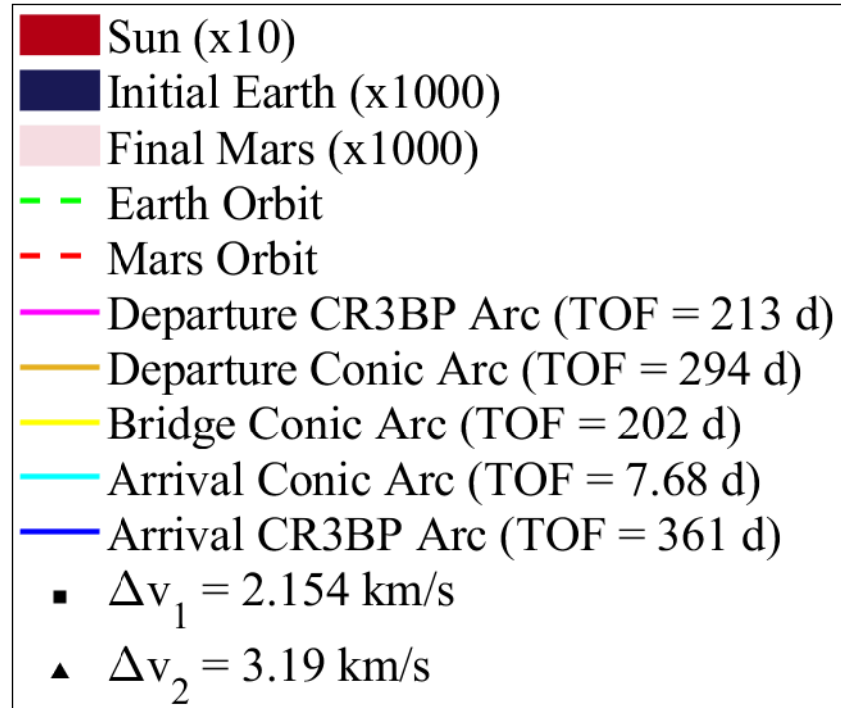 Sun (x10)
Initial Earth (x1000)
Final Mars (x1000)
Earth Orbit
Mars Orbit
Departure CR3BP Arc (TOF = 213 d)
Departure Conic Arc (TOF = 294 d)
Bridge Conic Arc (TOF = 202 d)
Arrival Conic Arc (TOF = 7.68 d)
Arrival CR3BP Arc (TOF = 361 d)
Δv₁ = 2.154 km/s
Δv₂ = 3.19 km/s